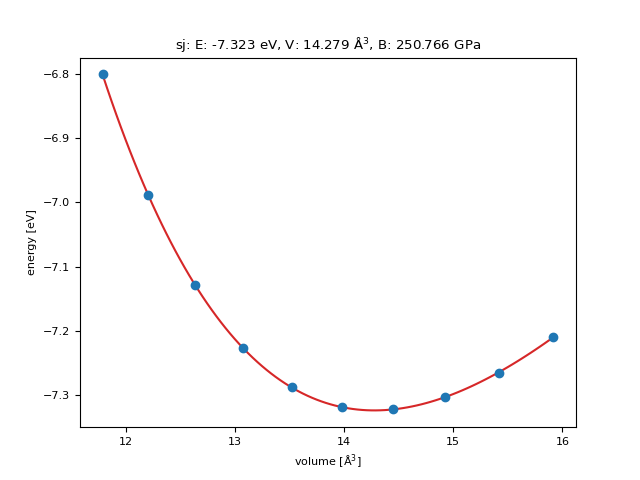 sj: E: -7.323 eV, V: 14.279 Å³, B: 250.766 GPa
−6.8
−6.9
−7.0
−7.1
−7.2
−7.3
energy [eV]
12 13 14 15 16
volume [Å³]